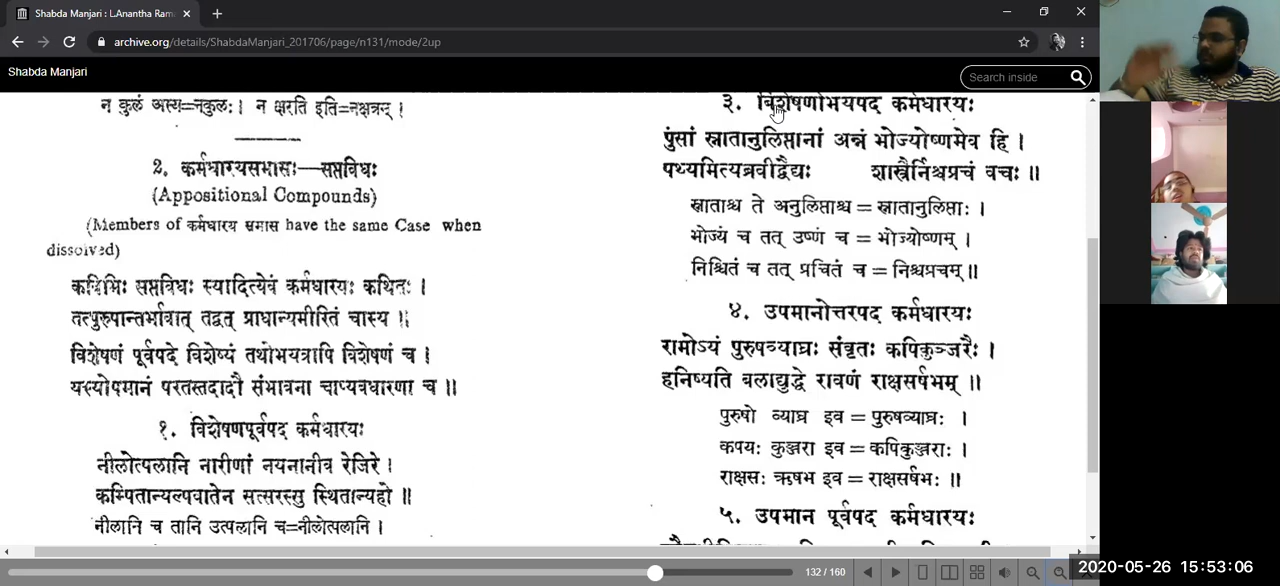 Shabda Manjari : L.Anantha Ram
archive.org/details/ShabdaManjari_201706/page/n131/mode/2up
Shabda Manjari
Search inside
न कुलं अस्य=नकुलः। न क्षरति इति=नक्षत्रम्।
2. कर्मधारयसमासः—सप्तविधः
(Appositional Compounds)
(Members of कर्मधारय समास have the same Case when
dissolved)
कविभिः सप्तविधः स्यादित्येवं कर्मधारयः कथितः।
तत्पुरुषान्तर्भावात् तद्वत् प्राधान्यमीरितं चास्य॥
विशेषणं पूर्वपदे विशेष्यं तथोभयत्रापि विशेषणं च।
यस्योपमानं परतस्तदादौ संभावना चाप्यवधारणा च॥
१. विशेषणपूर्वपद कर्मधारयः
नीलोत्पलानि नारीणां नयनानीव रेजिरे।
कम्पितान्यल्पवातेन सत्सरस्सु स्थितान्यहो॥
नीलानि च तानि उत्पलानि च=नीलोत्पलानि।
३. विशेषणोभयपद कर्मधारयः
पुंसां स्नातानुलिप्तानां अन्नं भोज्योष्णमेव हि।
पथ्यमित्यब्रवीद्वैद्यः शास्त्रैर्निश्चप्रचं वचः॥
स्नाताश्च ते अनुलिप्ताश्च=स्नातानुलिप्ताः।
भोज्यं च तत् उष्णं च=भोज्योष्णम्।
निश्चितं च तत् प्रचितं च=निश्चप्रचम्॥
४. उपमानोत्तरपद कर्मधारयः
रामोऽयं पुरुषव्याघ्रः संवृतः कपिकुञ्जरैः।
हनिष्यति बलाद्युद्धे रावणं राक्षसर्षभम्॥
पुरुषो व्याघ्र इव=पुरुषव्याघ्रः।
कपयः कुञ्जरा इव=कपिकुञ्जराः।
राक्षसः ऋषभ इव=राक्षसर्षभः॥
५. उपमान पूर्वपद कर्मधारयः
132 / 160
2020-05-26 15:53:06